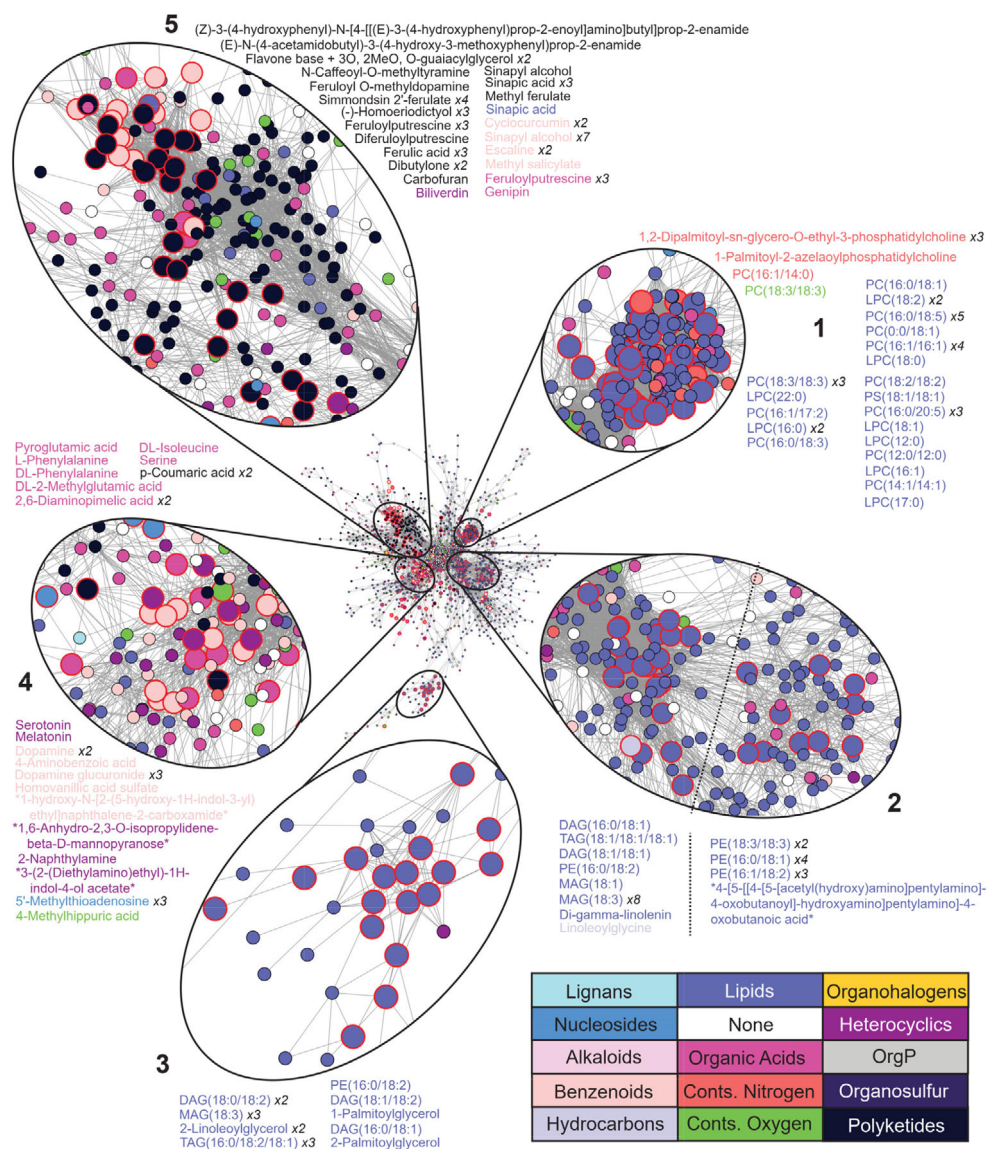 5
(Z)-3-(4-hydroxyphenyl)-N-[4-[[(E)-3-(4-hydroxyphenyl)prop-2-enoyl]amino]butyl]prop-2-enamide
(E)-N-(4-acetamidobutyl)-3-(4-hydroxy-3-methoxyphenyl)prop-2-enamide
Flavone base + 3O, 2MeO, O-guaiacylglycerol x2
N-Caffeoyl-O-methyltyramine
Feruloyl O-methyldopamine
Simmondsin 2'-ferulate x4
(-)-Homoeriodictyol x3
Feruloylputrescine x3
Diferuloylputrescine
Ferulic acid x3
Dibutylone x2
Carbofuran
Biliverdin
Sinapyl alcohol
Sinapic acid x3
Methyl ferulate
Sinapic acid
Cyclocurcumin x2
Sinapyl alcohol x7
Escaline x2
Methyl salicylate
Feruloylputrescine x3
Genipin
1,2-Dipalmitoyl-sn-glycero-O-ethyl-3-phosphatidylcholine x3
1-Palmitoyl-2-azelaoylphosphatidylcholine
PC(16:1/14:0)
PC(18:3/18:3)
1
PC(16:0/18:1)
LPC(18:2) x2
PC(16:0/18:5) x5
PC(0:0/18:1)
PC(16:1/16:1) x4
LPC(18:0)
PC(18:3/18:3) x3
LPC(22:0)
PC(16:1/17:2)
LPC(16:0) x2
PC(16:0/18:3)
PC(18:2/18:2)
PS(18:1/18:1)
PC(16:0/20:5) x3
LPC(18:1)
LPC(12:0)
PC(12:0/12:0)
LPC(16:1)
PC(14:1/14:1)
LPC(17:0)
Pyroglutamic acid
L-Phenylalanine
DL-Phenylalanine
DL-2-Methylglutamic acid
2,6-Diaminopimelic acid x2
DL-Isoleucine
Serine
p-Coumaric acid x2
4
Serotonin
Melatonin
Dopamine x2
4-Aminobenzoic acid
Dopamine glucuronide x3
Homovanillic acid sulfate
*1-hydroxy-N-[2-(5-hydroxy-1H-indol-3-yl)
ethyl]naphthalene-2-carboxamide*
*1,6-Anhydro-2,3-O-isopropylidene-
beta-D-mannopyranose*
2-Naphthylamine
*3-(2-(Diethylamino)ethyl)-1H-
indol-4-ol acetate*
5'-Methylthioadenosine x3
4-Methylhippuric acid
2
DAG(16:0/18:1)
TAG(18:1/18:1/18:1)
DAG(18:1/18:1)
PE(16:0/18:2)
MAG(18:1)
MAG(18:3) x8
Di-gamma-linolenin
Linoleoylglycine
PE(18:3/18:3) x2
PE(16:0/18:1) x4
PE(16:1/18:2) x3
*4-[5-[[4-[5-[acetyl(hydroxy)amino]pentylamino]-
4-oxobutanoyl]-hydroxyamino]pentylamino]-4-
oxobutanoic acid*
3
DAG(18:0/18:2) x2
MAG(18:3) x3
2-Linoleoylglycerol x2
TAG(16:0/18:2/18:1) x3
PE(16:0/18:2)
DAG(18:1/18:2)
1-Palmitoylglycerol
DAG(16:0/18:1)
2-Palmitoylglycerol
Lignans Lipids Organohalogens
Nucleosides None Heterocyclics
Alkaloids Organic Acids OrgP
Benzenoids Conts. Nitrogen Organosulfur
Hydrocarbons Conts. Oxygen Polyketides